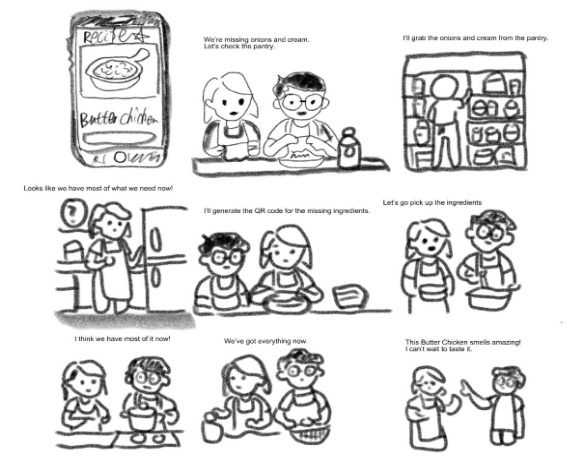 Recipes
Butter Chicken
We're missing onions and cream.
Let's check the pantry.
I'll grab the onions and cream from the pantry.
Looks like we have most of what we need now!
I'll generate the QR code for the missing ingredients.
Let's go pick up the ingredients
I think we have most of it now!
We've got everything now.
This Butter Chicken smells amazing!
I can't wait to taste it.